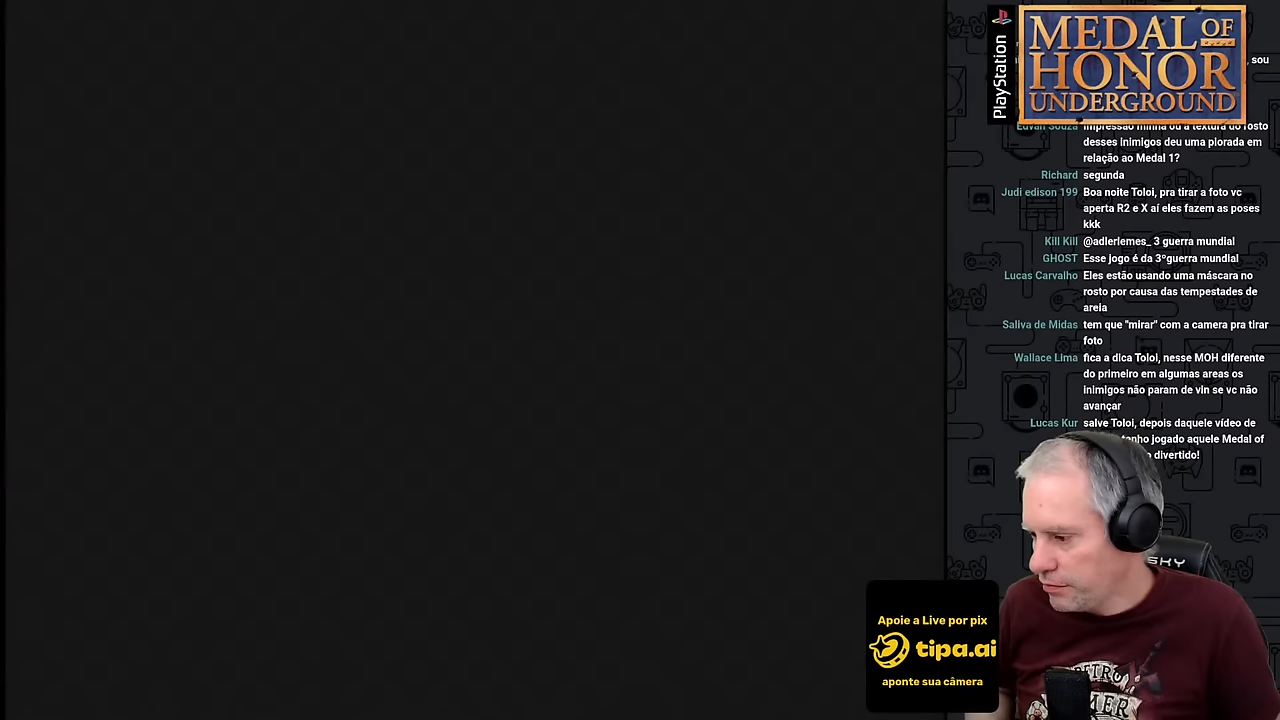 PlayStation
MEDAL OF
HONOR
UNDERGROUND
, sou
Edvan Souza impressão minha ou a textura do rosto
desses inimigos deu uma piorada em
relação ao Medal 1?
Richard segunda
Judi edison 199 Boa noite Toloi, pra tirar a foto vc
aperta R2 e X aí eles fazem as poses
kkk
Kill Kill @adlerlemes_ 3 guerra mundial
GHOST Esse jogo é da 3ºguerra mundial
Lucas Carvalho Eles estão usando uma máscara no
rosto por causa das tempestades de
areia
Saliva de Midas tem que "mirar" com a camera pra tirar
foto
Wallace Lima fica a dica Toloi, nesse MOH diferente
do primeiro em algumas areas os
inimigos não param de vin se vc não
avançar
Lucas Kur salve Toloi, depois daquele vídeo de
tenho jogado aquele Medal of
divertido!
SKY
Apoie a Live por pix
tipa.ai
aponte sua câmera
RETRO